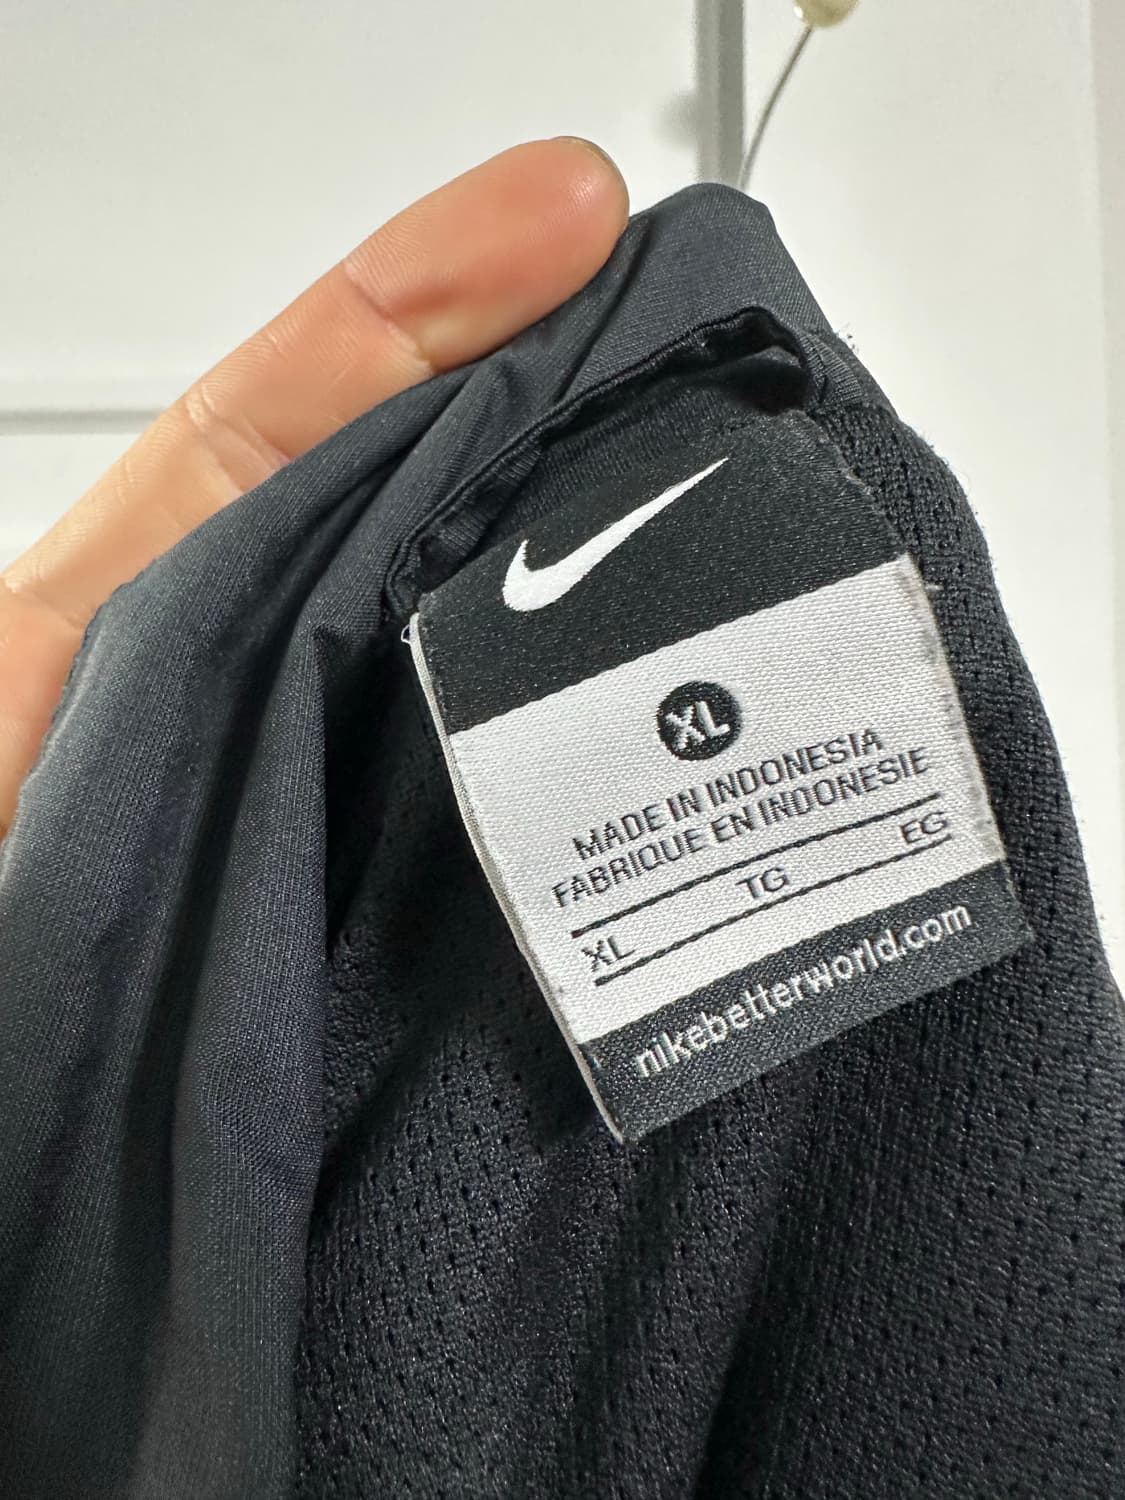 XL
MADE IN INDONESIA
FABRIQUE EN INDONESIE
XL TG EG
nikebetterworld.com